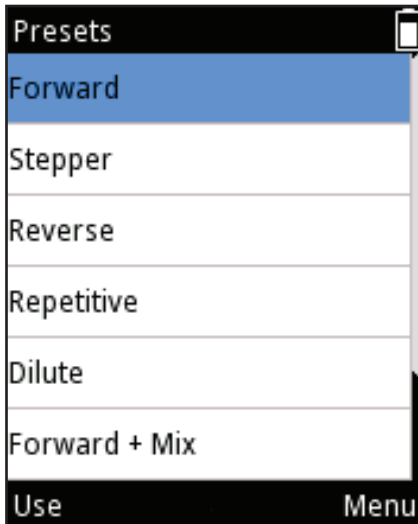 Presets
Forward
Stepper
Reverse
Repetitive
Dilute
Forward + Mix
Use Menu